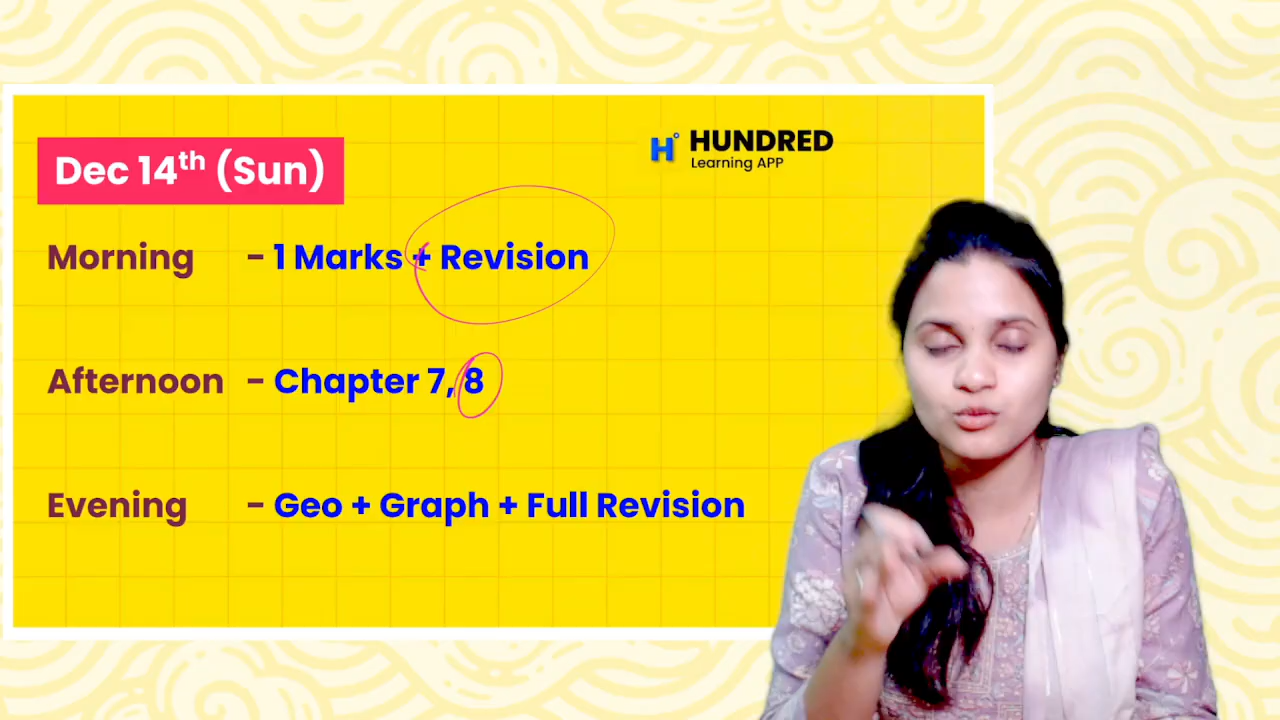 Dec 14th (Sun)
H° HUNDRED
Learning APP
Morning - 1 Marks + Revision
Afternoon - Chapter 7, 8
Evening - Geo + Graph + Full Revision